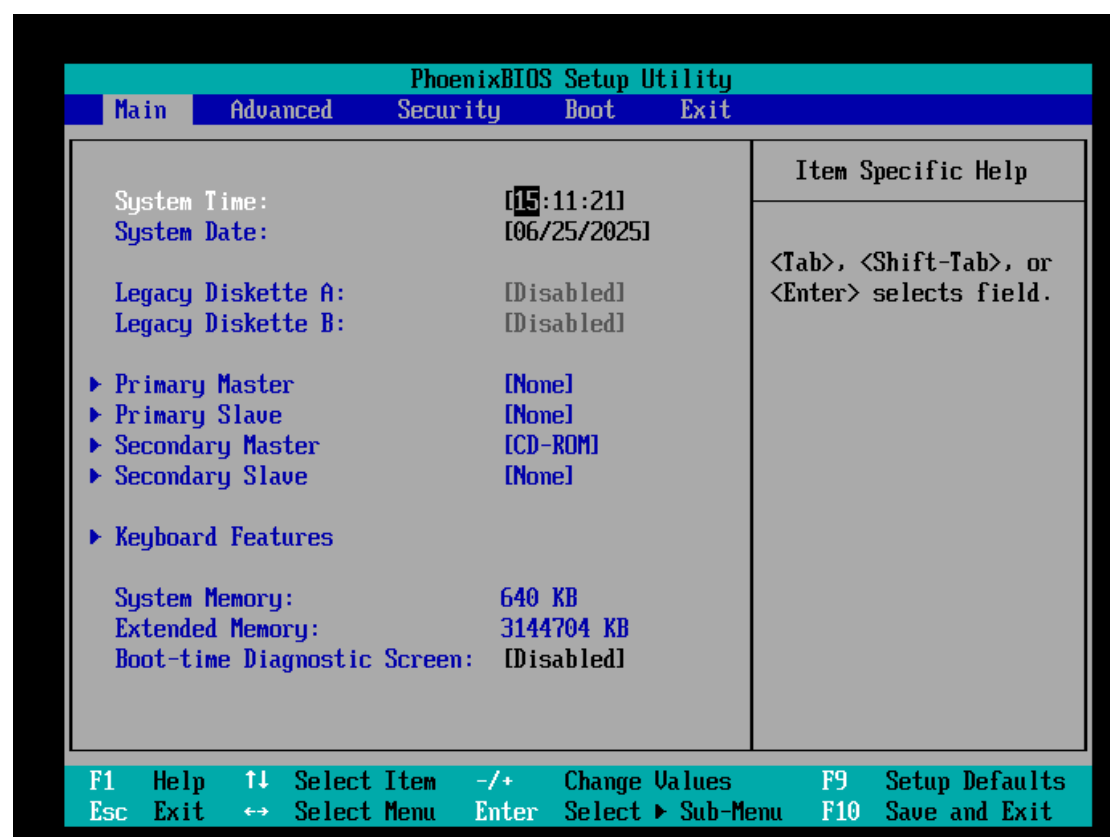 PhoenixBIOS Setup Utility
Main Advanced Security Boot Exit
Item Specific Help
System Time: [15:11:21]
System Date: [06/25/2025]
<Tab>, <Shift-Tab>, or
<Enter> selects field.
Legacy Diskette A: [Disabled]
Legacy Diskette B: [Disabled]
Primary Master [None]
Primary Slave [None]
Secondary Master [CD-ROM]
Secondary Slave [None]
Keyboard Features
System Memory: 640 KB
Extended Memory: 3144704 KB
Boot-time Diagnostic Screen: [Disabled]
F1 Help ↑↓ Select Item -/+ Change Values F9 Setup Defaults
Esc Exit ↔ Select Menu Enter Select ▶ Sub-Menu F10 Save and Exit